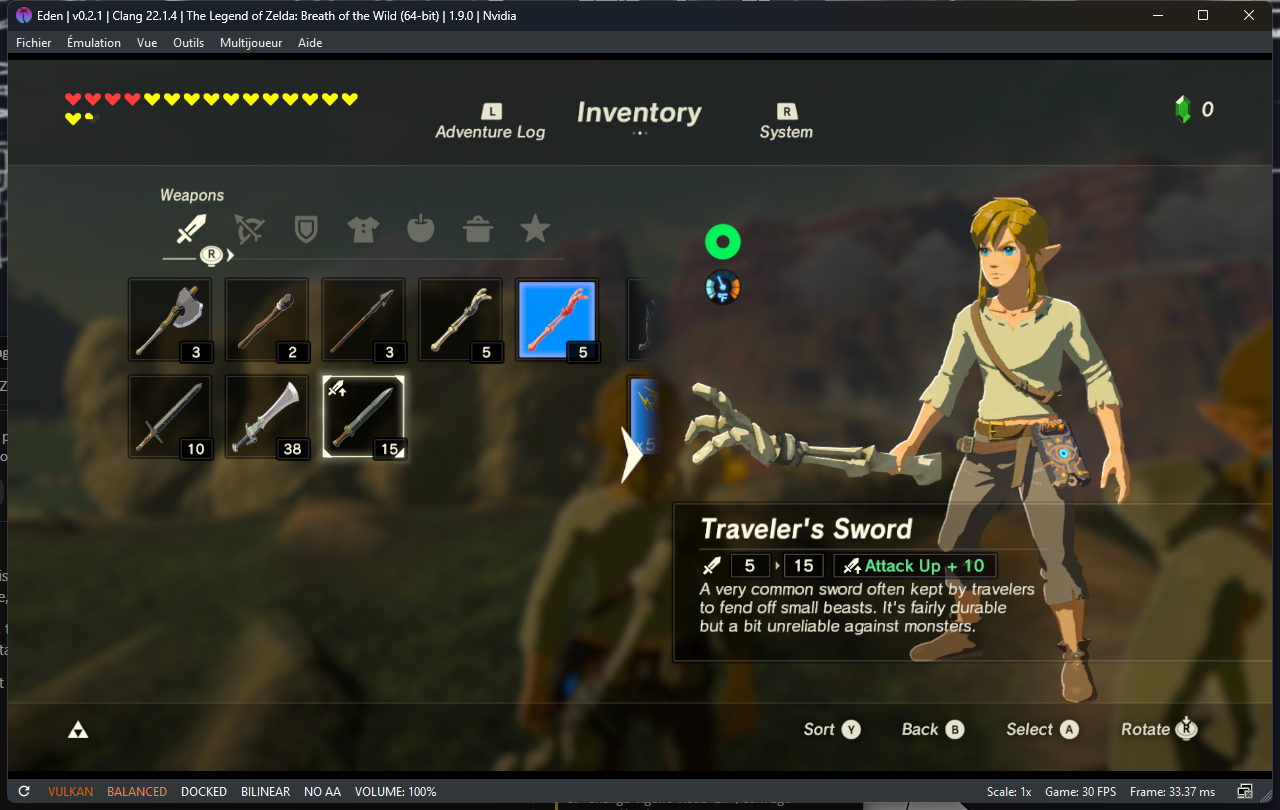 Eden | v0.2.1 | Clang 22.1.4 | The Legend of Zelda: Breath of the Wild (64-bit) | 1.9.0 | Nvidia
Fichier Émulation Vue Outils Multijoueur Aide
L Inventory R 0
Adventure Log System
Weapons
R
3 2 3 5 5
10 38 15 x5
°F
Traveler's Sword
5 15 Attack Up + 10
A very common sword often kept by travelers
to fend off small beasts. It's fairly durable
but a bit unreliable against monsters.
Sort Y Back B Select A Rotate R
VULKAN BALANCED DOCKED BILINEAR NO AA VOLUME: 100% Scale: 1x Game: 30 FPS Frame: 33.37 ms